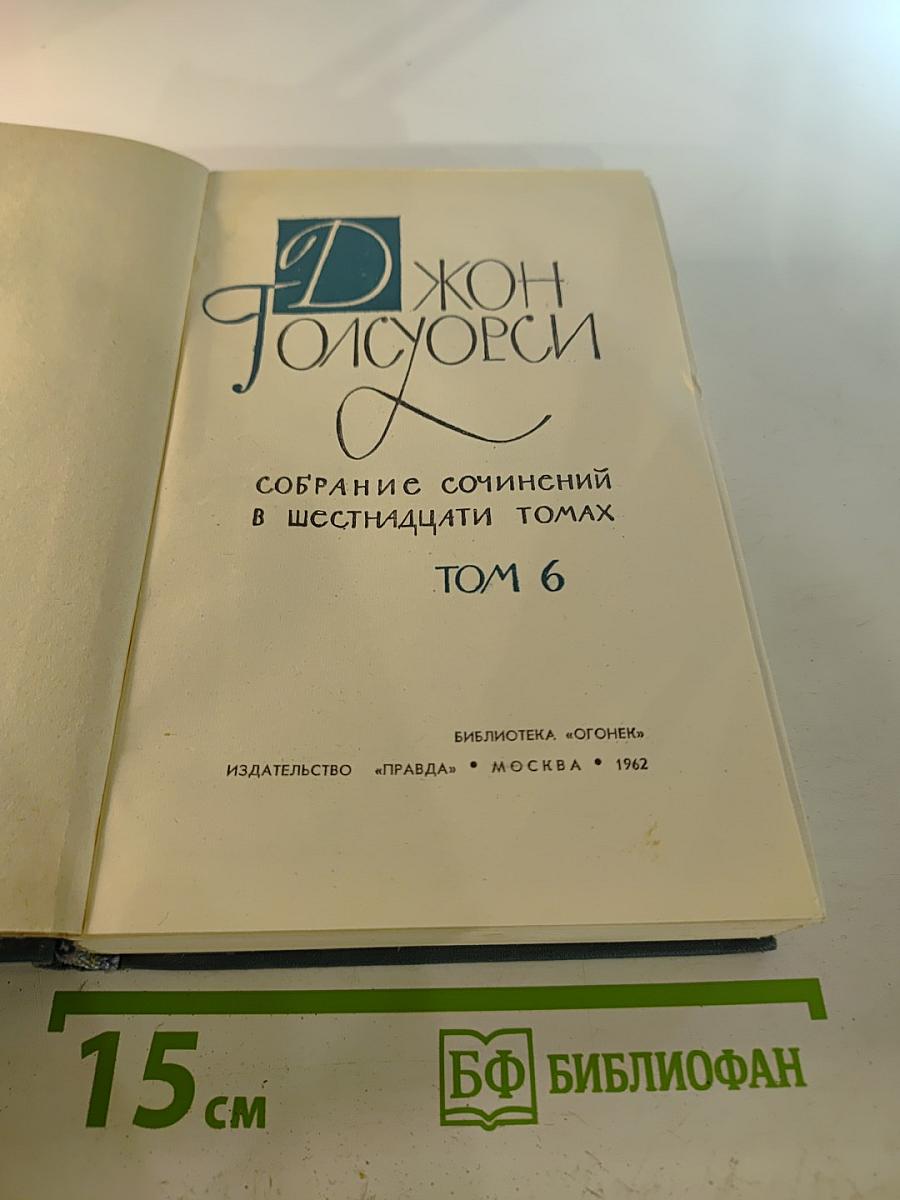 Джон
Голсуорси
СОБРАНИЕ СОЧИНЕНИЙ
В ШЕСТНАДЦАТИ ТОМАХ
ТОМ 6
БИБЛИОТЕКА «ОГОНЕК»
ИЗДАТЕЛЬСТВО «ПРАВДА» • МОСКВА • 1962
15 см
БФ БИБЛИОФАН